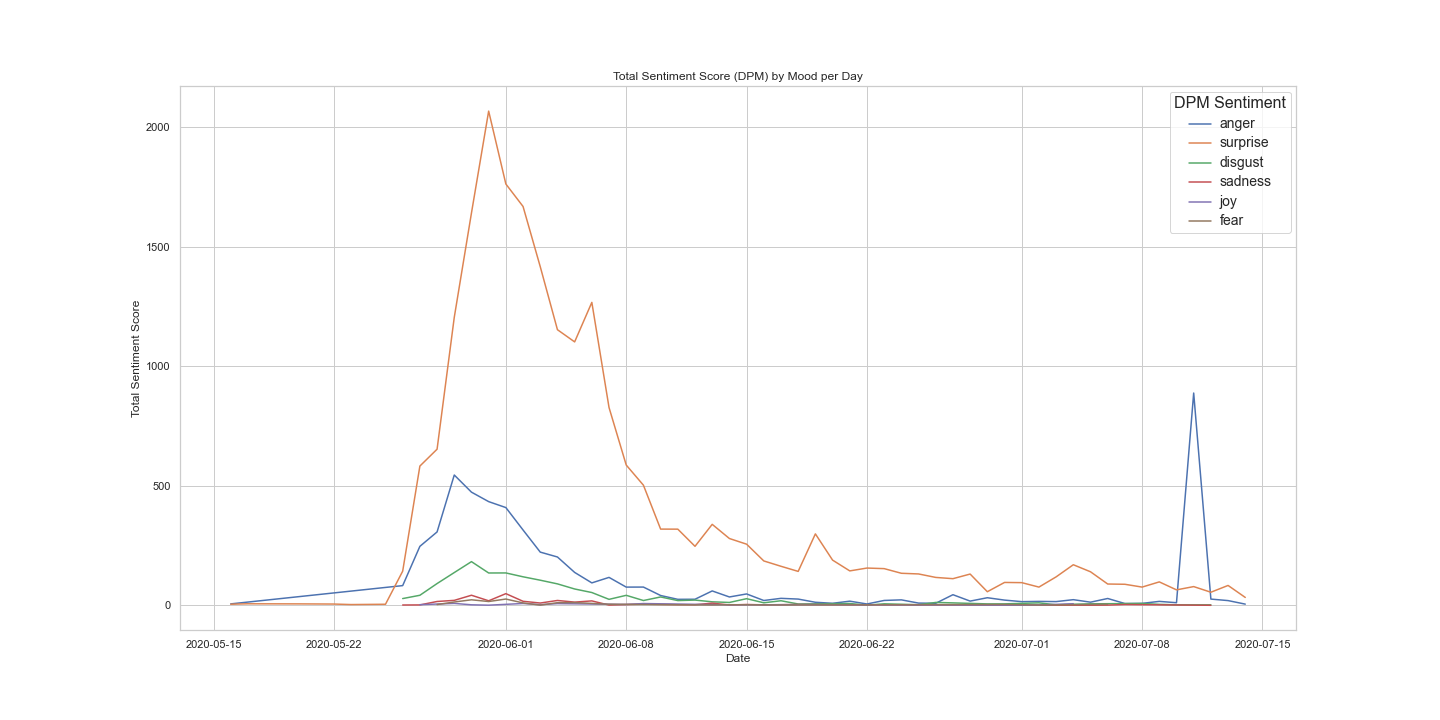 Total Sentiment Score (DPM) by Mood per Day
DPM Sentiment
anger
surprise
disgust
sadness
joy
fear
Total Sentiment Score
2000
1500
1000
500
0
2020-05-15
2020-05-22
2020-06-01
2020-06-08
2020-06-15
2020-06-22
2020-07-01
2020-07-08
2020-07-15
Date